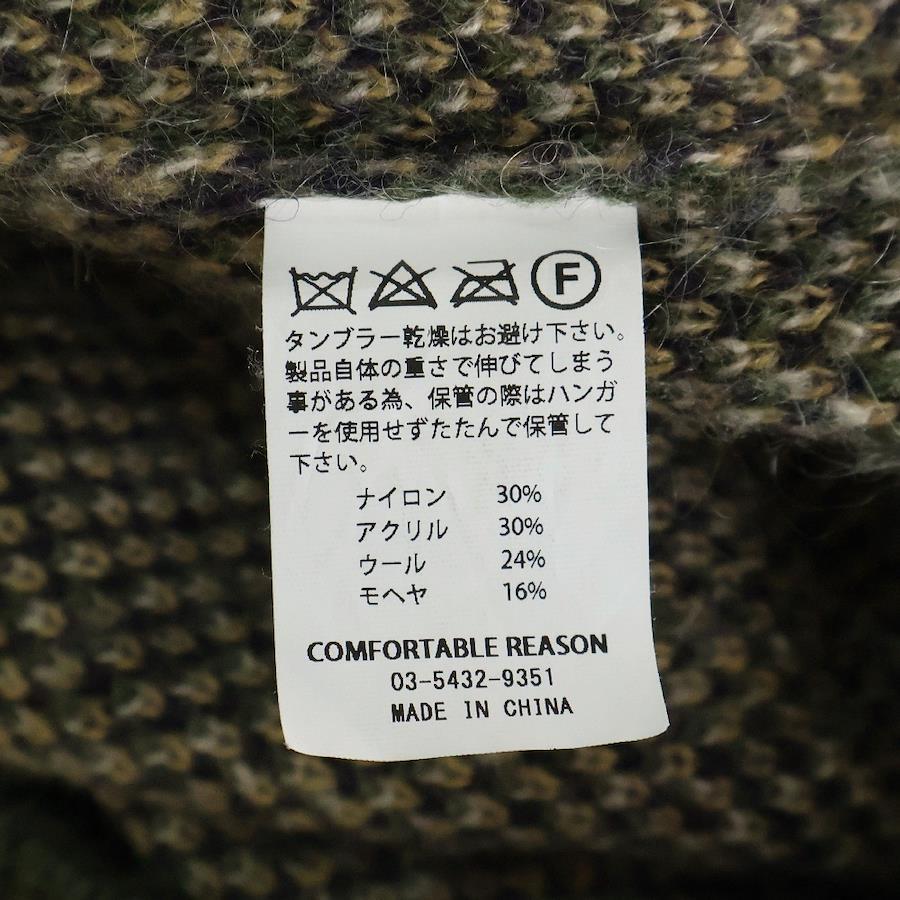 F
タンブラー乾燥はお避け下さい。
製品自体の重さで伸びてしまう
事がある為、保管の際はハンガ
ーを使用せずたたんで保管して
下さい。
ナイロン 30%
アクリル 30%
ウール 24%
モヘヤ 16%
COMFORTABLE REASON
03-5432-9351
MADE IN CHINA